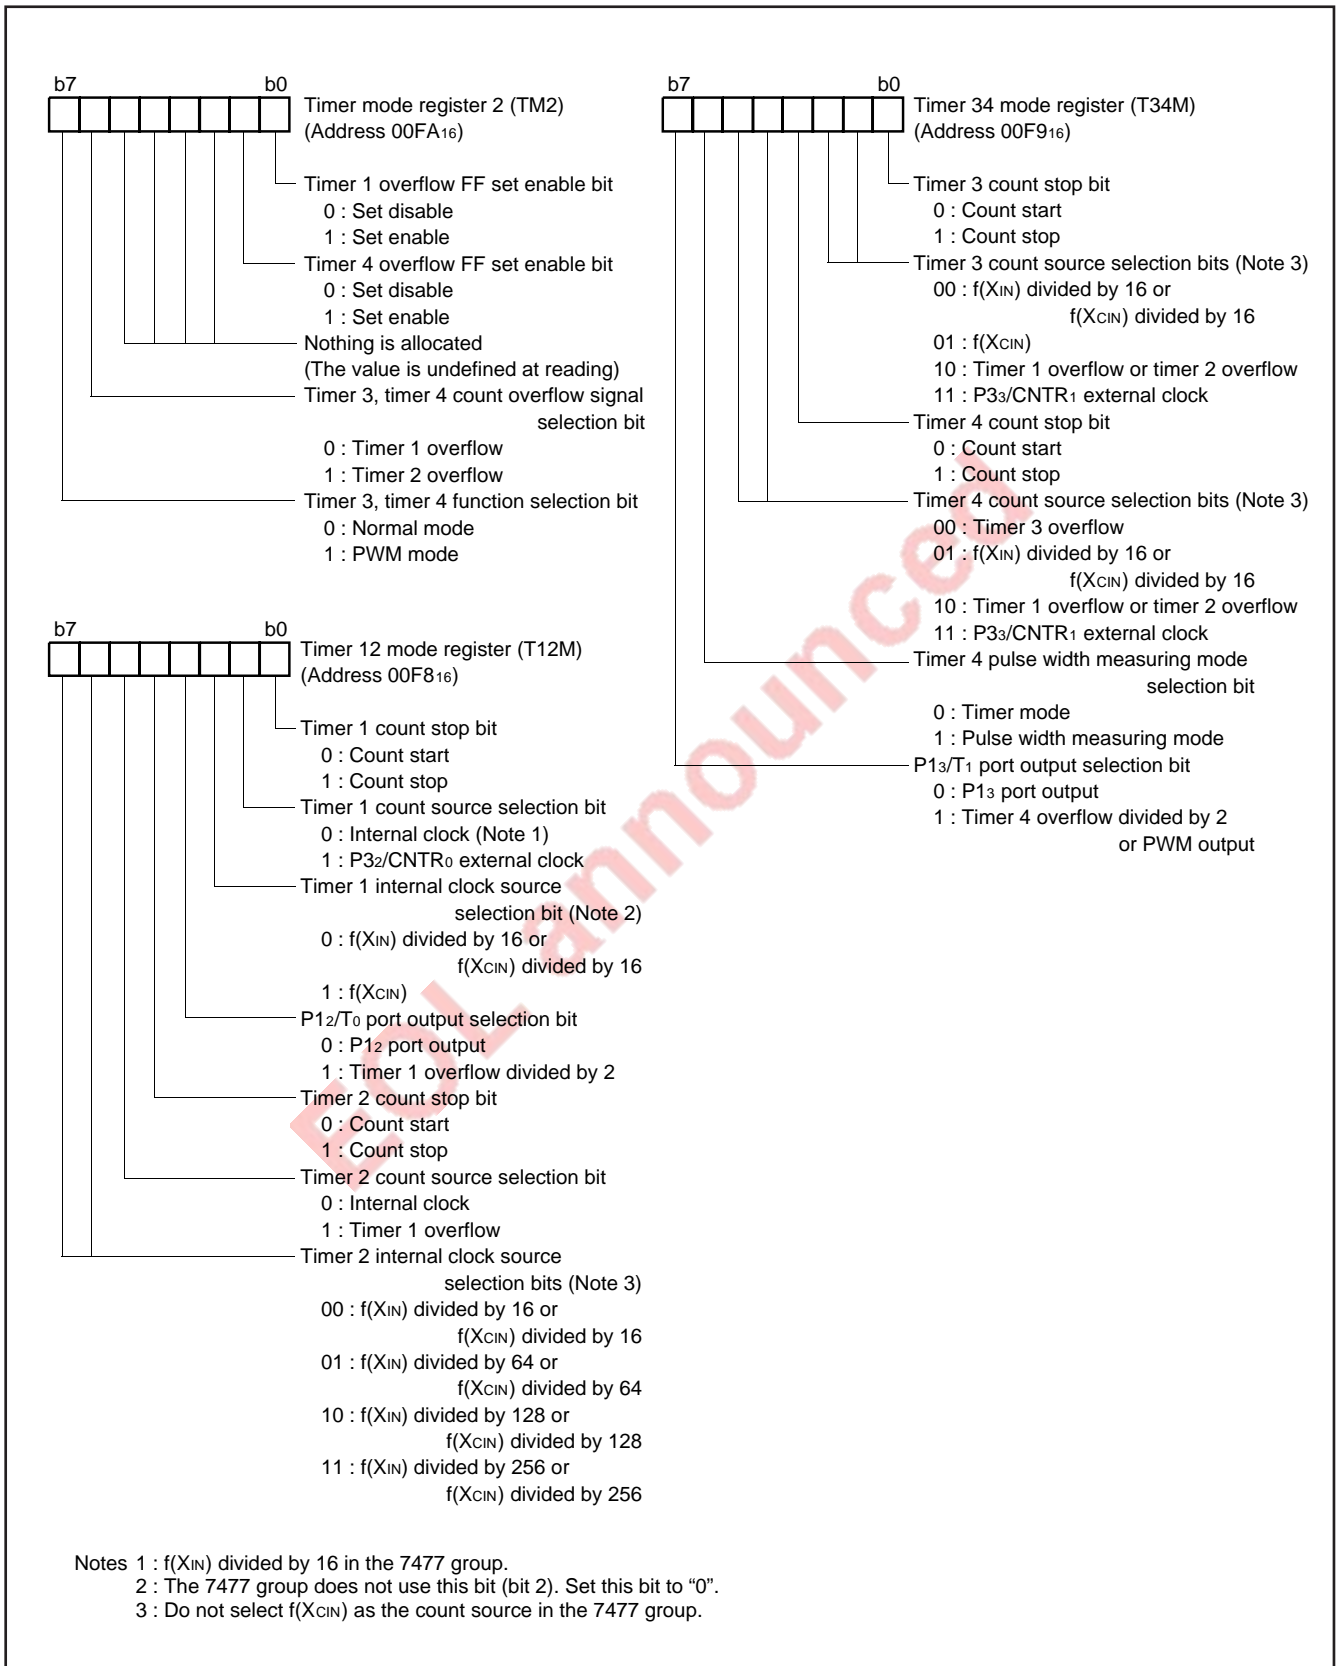 b7 b0
Timer mode register 2 (TM2)
(Address 00FA16)
Timer 1 overflow FF set enable bit
0 : Set disable
1 : Set enable
Timer 4 overflow FF set enable bit
0 : Set disable
1 : Set enable
Nothing is allocated
(The value is undefined at reading)
Timer 3, timer 4 count overflow signal
selection bit
0 : Timer 1 overflow
1 : Timer 2 overflow
Timer 3, timer 4 function selection bit
0 : Normal mode
1 : PWM mode
b7 b0
Timer 12 mode register (T12M)
(Address 00F816)
Timer 1 count stop bit
0 : Count start
1 : Count stop
Timer 1 count source selection bit
0 : Internal clock (Note 1)
1 : P32/CNTR0 external clock
Timer 1 internal clock source
selection bit (Note 2)
0 : f(XIN) divided by 16 or
f(XCIN) divided by 16
1 : f(XCIN)
P12/T0 port output selection bit
0 : P12 port output
1 : Timer 1 overflow divided by 2
Timer 2 count stop bit
0 : Count start
1 : Count stop
Timer 2 count source selection bit
0 : Internal clock
1 : Timer 1 overflow
Timer 2 internal clock source
selection bits (Note 3)
00 : f(XIN) divided by 16 or
f(XCIN) divided by 16
01 : f(XIN) divided by 64 or
f(XCIN) divided by 64
10 : f(XIN) divided by 128 or
f(XCIN) divided by 128
11 : f(XIN) divided by 256 or
f(XCIN) divided by 256
b7 b0
Timer 34 mode register (T34M)
(Address 00F916)
Timer 3 count stop bit
0 : Count start
1 : Count stop
Timer 3 count source selection bits (Note 3)
00 : f(XIN) divided by 16 or
f(XCIN) divided by 16
01 : f(XCIN)
10 : Timer 1 overflow or timer 2 overflow
11 : P33/CNTR1 external clock
Timer 4 count stop bit
0 : Count start
1 : Count stop
Timer 4 count source selection bits (Note 3)
00 : Timer 3 overflow
01 : f(XIN) divided by 16 or
f(XCIN) divided by 16
10 : Timer 1 overflow or timer 2 overflow
11 : P33/CNTR1 external clock
Timer 4 pulse width measuring mode
selection bit
0 : Timer mode
1 : Pulse width measuring mode
P13/T1 port output selection bit
0 : P13 port output
1 : Timer 4 overflow divided by 2
or PWM output
EOL announced
Notes 1 : f(XIN) divided by 16 in the 7477 group.
2 : The 7477 group does not use this bit (bit 2). Set this bit to “0”.
3 : Do not select f(XCIN) as the count source in the 7477 group.